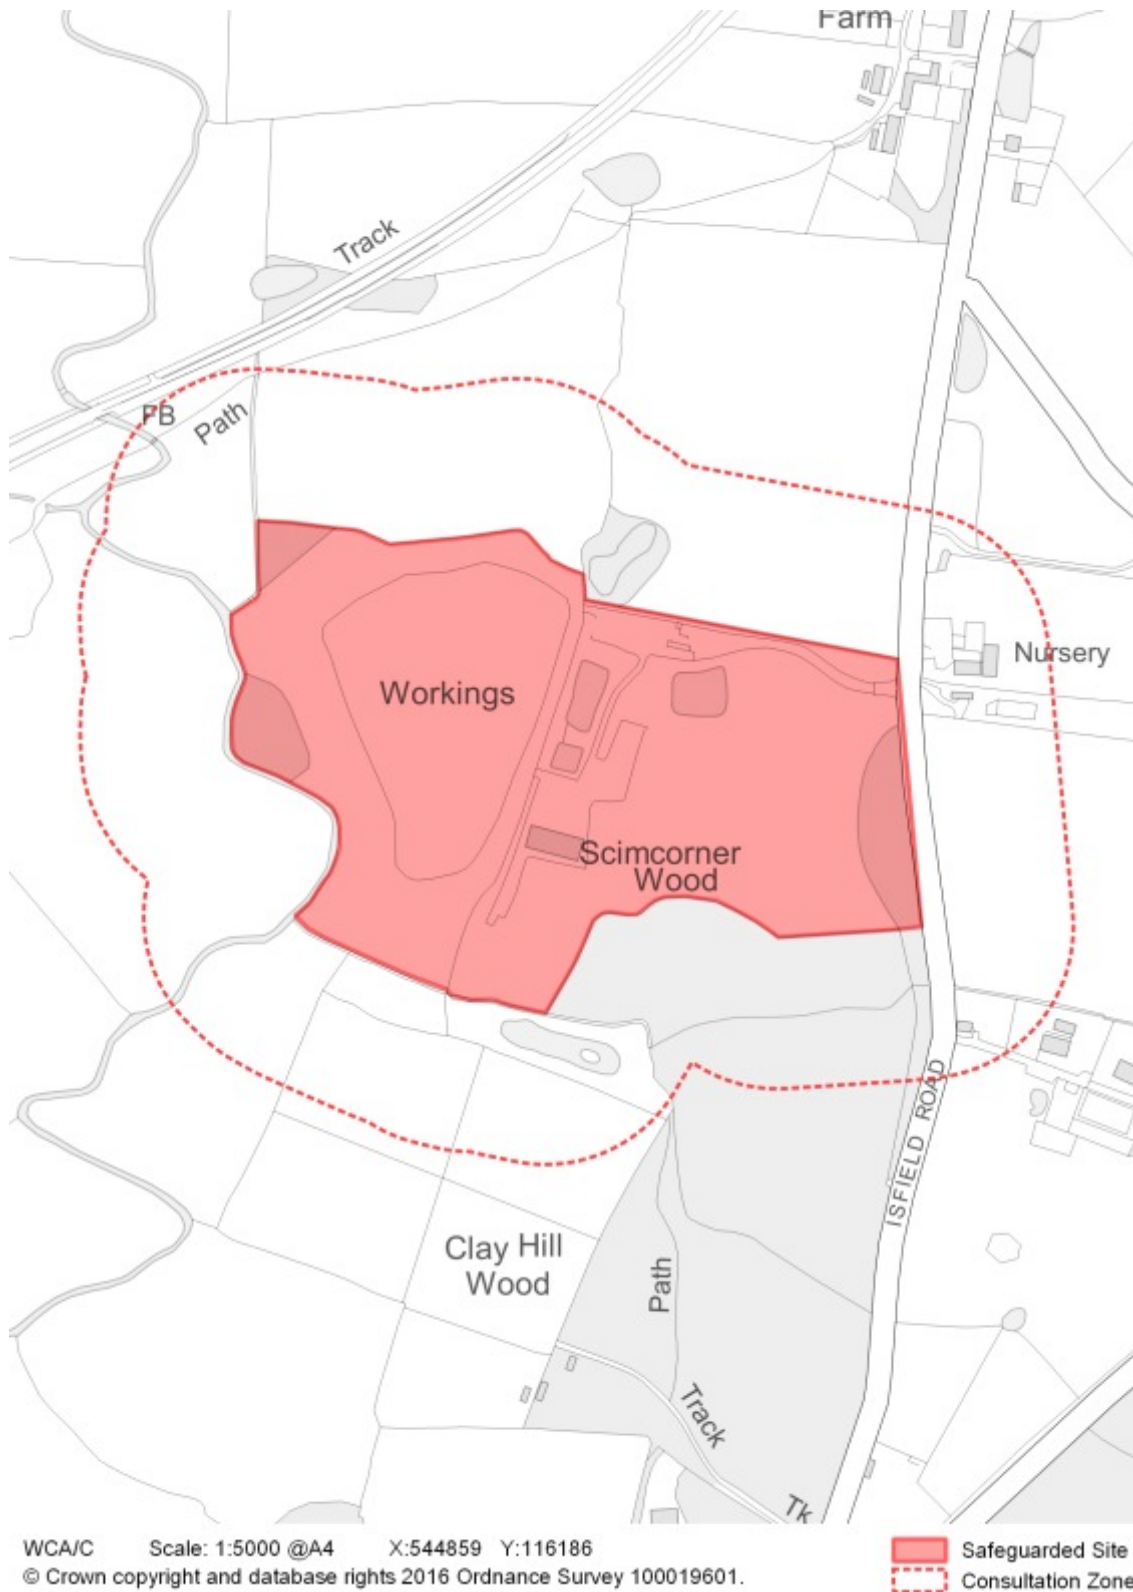 Farm
Track
FB
Path
Nursery
Workings
Scimcorner
Wood
ISFIELD ROAD
Clay Hill
Wood
Path
Track
Tk
WCA/C Scale: 1:5000 @A4 X:544859 Y:116186
© Crown copyright and database rights 2016 Ordnance Survey 100019601.
Safeguarded Site
Consultation Zone